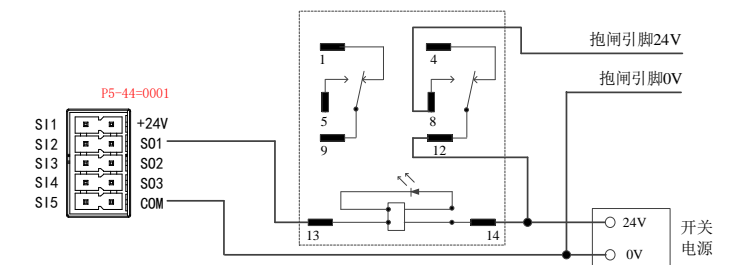 抱闸引脚24V
抱闸引脚0V
P5-44=0001
1
4
5
8
9
12
SI1
+24V
SI2
SO1
SI3
SO2
SI4
SO3
SI5
COM
13
14
24V
0V
开关
电源